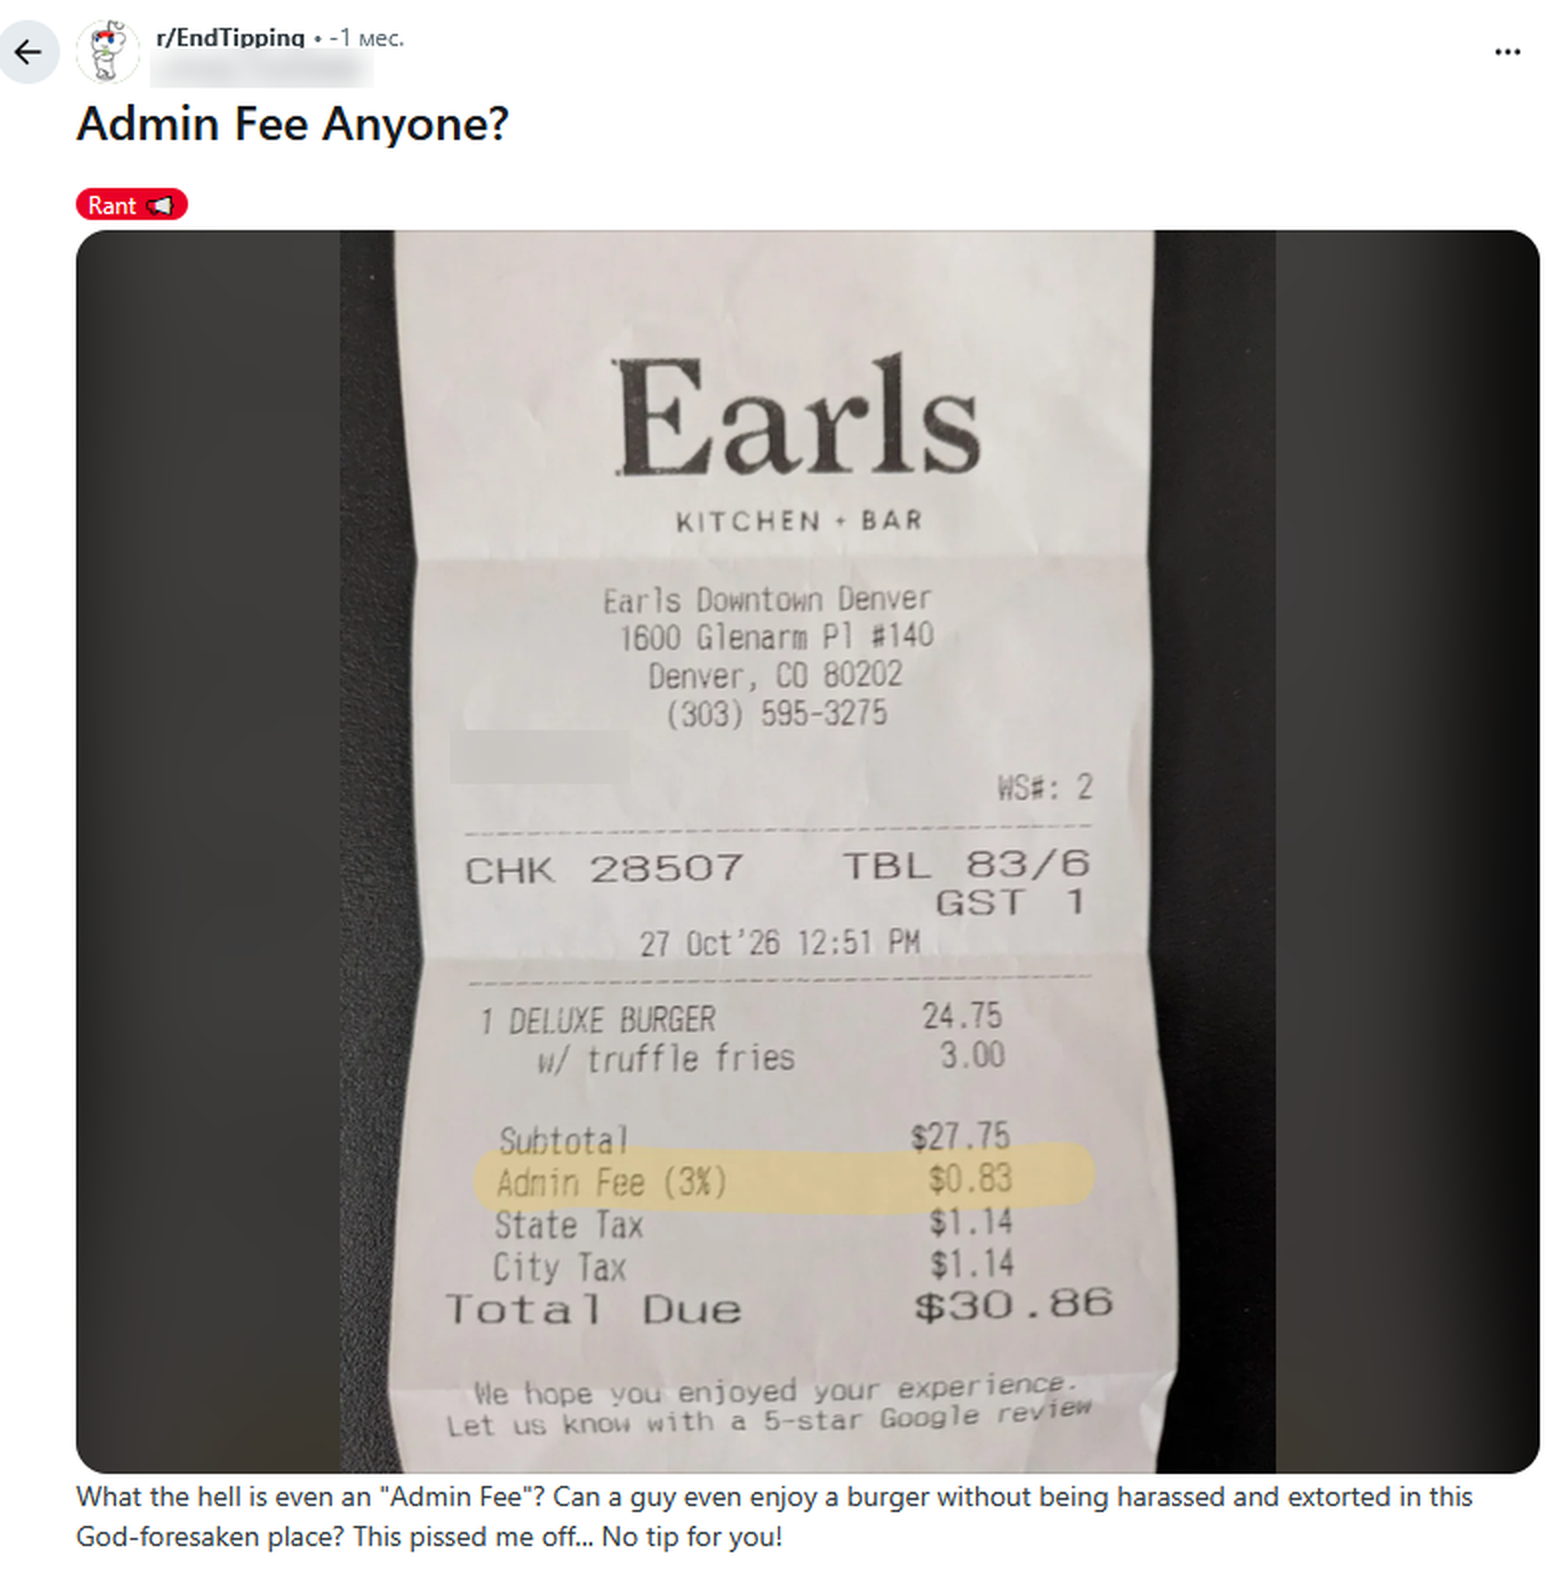 r/EndTipping • -1 мес.
Admin Fee Anyone?
Rant
Earls
KITCHEN + BAR
Earls Downtown Denver
1600 Glenarm Pl #140
Denver, CO 80202
(303) 595-3275
WS#: 2
CHK 28507 TBL 83/6
GST 1
27 Oct'26 12:51 PM
1 DELUXE BURGER 24.75
w/ truffle fries 3.00
Subtotal $27.75
Admin Fee (3%) $0.83
State Tax $1.14
City Tax $1.14
Total Due $30.86
We hope you enjoyed your experience.
Let us know with a 5-star Google review
What the hell is even an "Admin Fee"? Can a guy even enjoy a burger without being harassed and extorted in this
God-foresaken place? This pissed me off... No tip for you!